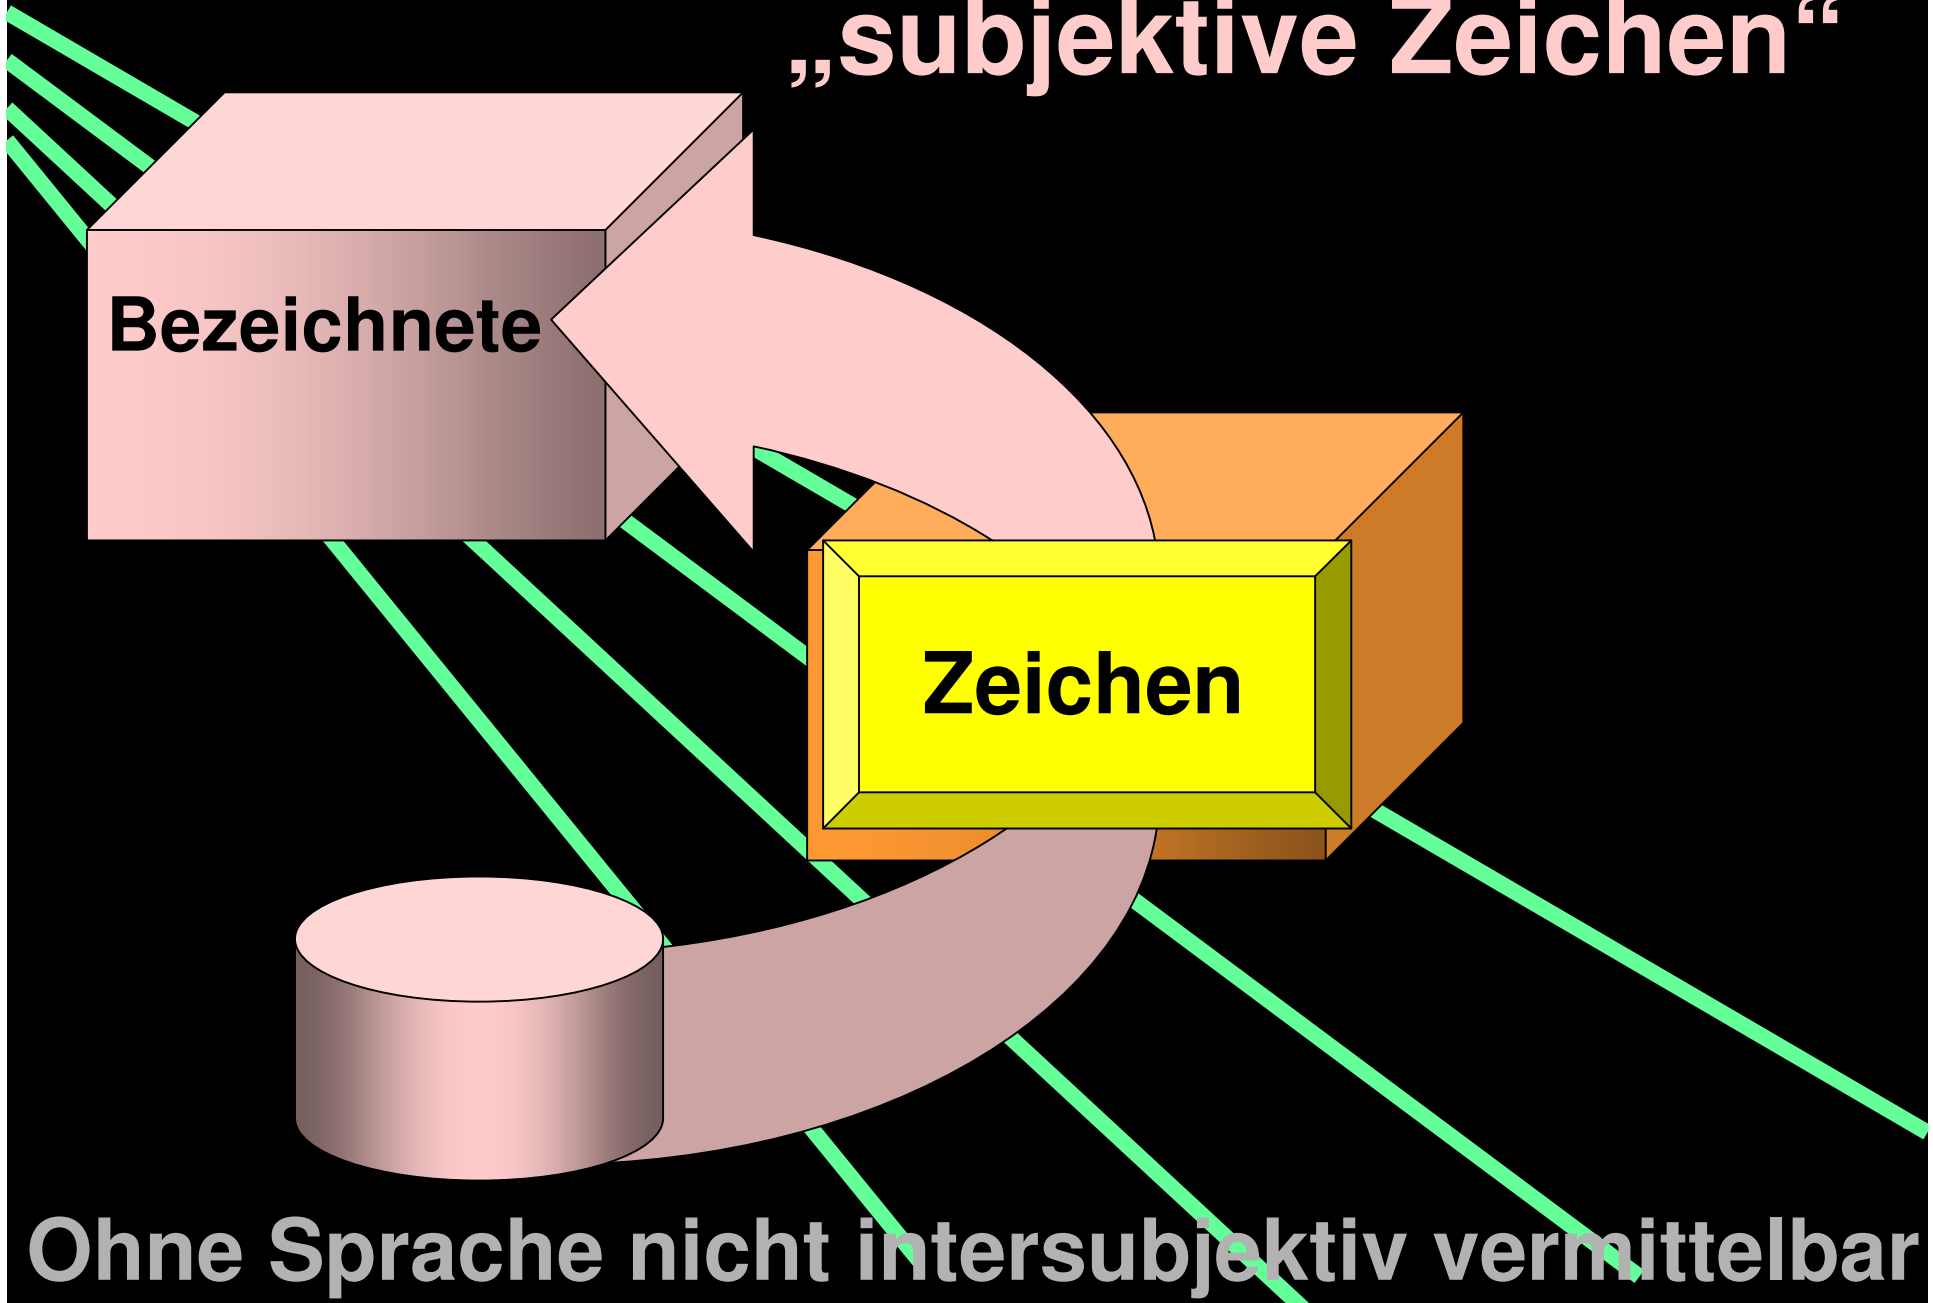 „subjektive Zeichen“
Bezeichnete
Zeichen
Ohne Sprache nicht intersubjektiv vermittelbar